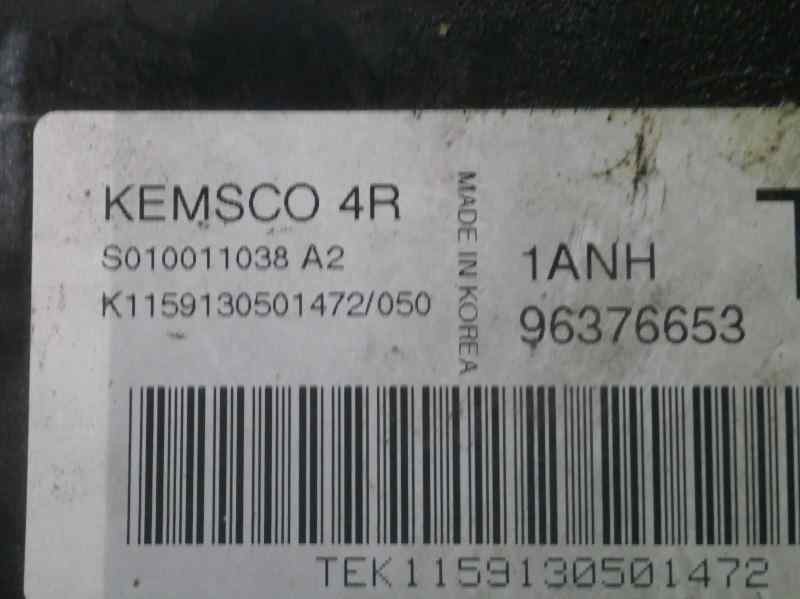 KEMSCO 4R
S010011038 A2
K1159130501472/050
MADE IN KOREA
1ANH
96376653
TEK1159130501472